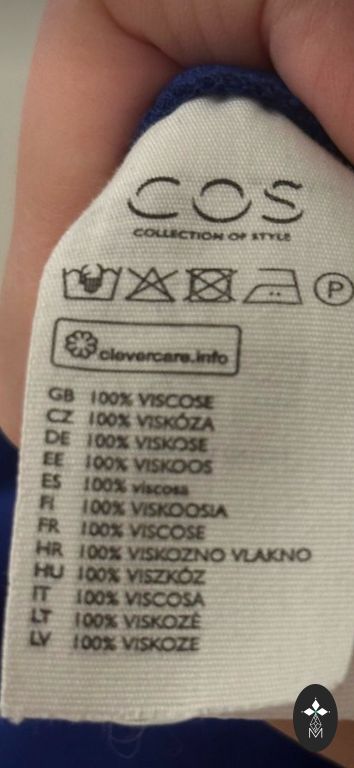 COS
COLLECTION OF STYLE
P
clevercare.info
GB 100% VISCOSE
CZ 100% VISKÓZA
DE 100% VISKOSE
EE 100% VISKOOS
ES 100% viscosa
FI 100% VISKOOSIA
FR 100% VISCOSE
HR 100% VISKOZNO VLAKNO
HU 100% VISZKÓZ
IT 100% VISCOSA
LT 100% VISKOZĖ
LV 100% VISKOZE
M